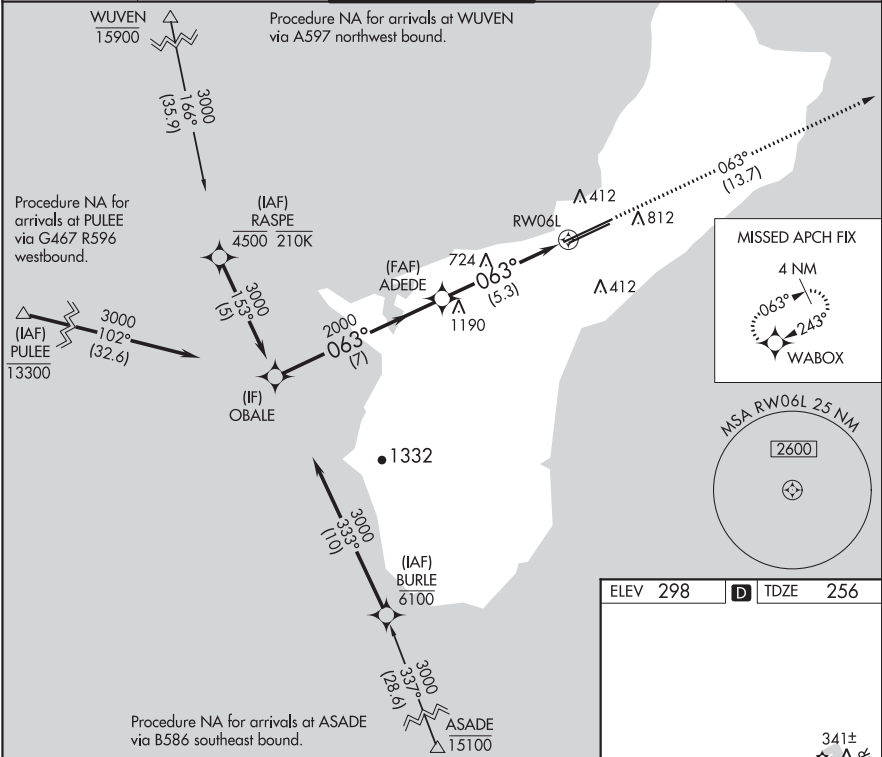 WUVEN
15900
Procedure NA for arrivals at WUVEN
via A597 northwest bound.
3000
166°
(35.9)
Procedure NA for
arrivals at PULEE
via G467 R596
westbound.
(IAF)
RASPE
4500 210K
3000
153°
(5)
(IAF)
PULEE
13300
3000
102°
(32.6)
(IF)
OBALE
2000
063°
(7)
(FAF)
ADEDE
724
1190
063°
(5.3)
RW06L
412
812
412
063°
(13.7)
MISSED APCH FIX
4 NM
063°
243°
WABOX
MSA RW06L 25 NM
2600
1332
3000
333°
(10)
(IAF)
BURLE
6100
3000
337°
(28.6)
Procedure NA for arrivals at ASADE
via B586 southeast bound.
ASADE
15100
ELEV 298 D TDZE 256
341±